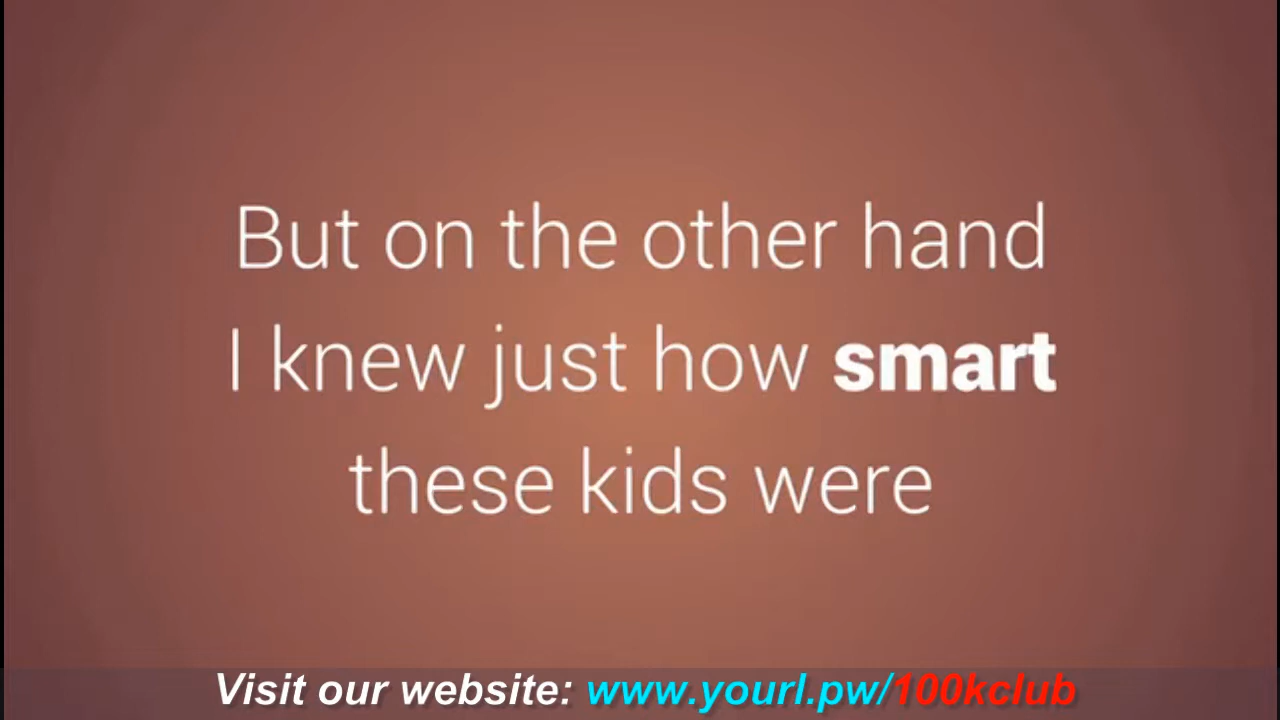 But on the other hand
I knew just how smart
these kids were
Visit our website: www.yourl.pw/100kclub